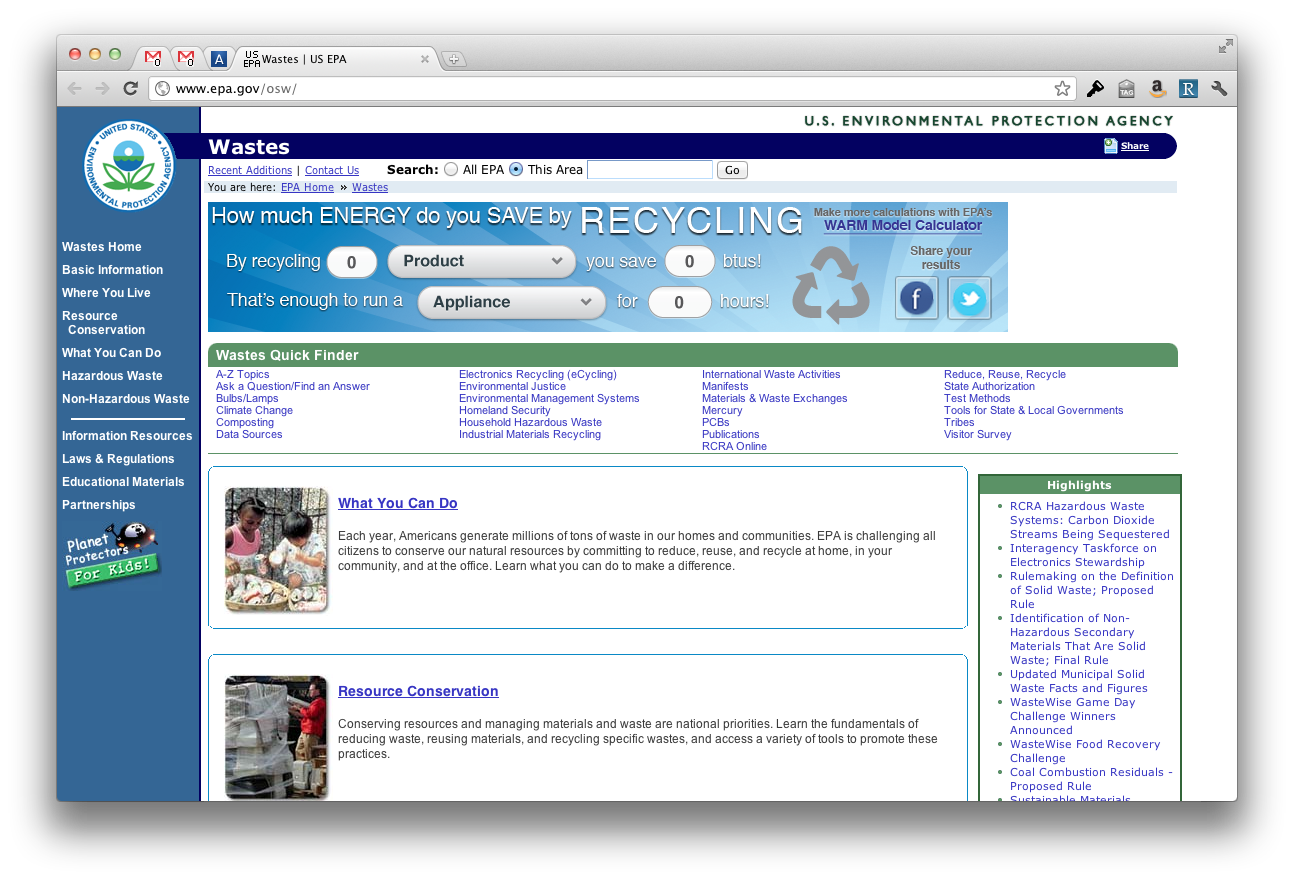 US EPA Wastes | US EPA
www.epa.gov/osw/
UNITED STATES ENVIRONMENTAL PROTECTION AGENCY
U.S. ENVIRONMENTAL PROTECTION AGENCY
Wastes
Share
Recent Additions | Contact Us Search: All EPA This Area Go
You are here: EPA Home » Wastes
How much ENERGY do you SAVE by RECYCLING
Make more calculations with EPA's
WARM Model Calculator
By recycling 0 Product you save 0 btus!
That's enough to run a Appliance for 0 hours!
Share your
results
Wastes Home
Basic Information
Where You Live
Resource
Conservation
What You Can Do
Hazardous Waste
Non-Hazardous Waste
Information Resources
Laws & Regulations
Educational Materials
Partnerships
Planet
Protectors
For Kids!
Wastes Quick Finder
A-Z Topics
Ask a Question/Find an Answer
Bulbs/Lamps
Climate Change
Composting
Data Sources
Electronics Recycling (eCycling)
Environmental Justice
Environmental Management Systems
Homeland Security
Household Hazardous Waste
Industrial Materials Recycling
International Waste Activities
Manifests
Materials & Waste Exchanges
Mercury
PCBs
Publications
RCRA Online
Reduce, Reuse, Recycle
State Authorization
Test Methods
Tools for State & Local Governments
Tribes
Visitor Survey
What You Can Do
Each year, Americans generate millions of tons of waste in our homes and communities. EPA is challenging all
citizens to conserve our natural resources by committing to reduce, reuse, and recycle at home, in your
community, and at the office. Learn what you can do to make a difference.
Resource Conservation
Conserving resources and managing materials and waste are national priorities. Learn the fundamentals of
reducing waste, reusing materials, and recycling specific wastes, and access a variety of tools to promote these
practices.
Highlights
RCRA Hazardous Waste
Systems: Carbon Dioxide
Streams Being Sequestered
Interagency Taskforce on
Electronics Stewardship
Rulemaking on the Definition
of Solid Waste; Proposed
Rule
Identification of Non-
Hazardous Secondary
Materials That Are Solid
Waste; Final Rule
Updated Municipal Solid
Waste Facts and Figures
WasteWise Game Day
Challenge Winners
Announced
WasteWise Food Recovery
Challenge
Coal Combustion Residuals -
Proposed Rule
Sustainable Materials